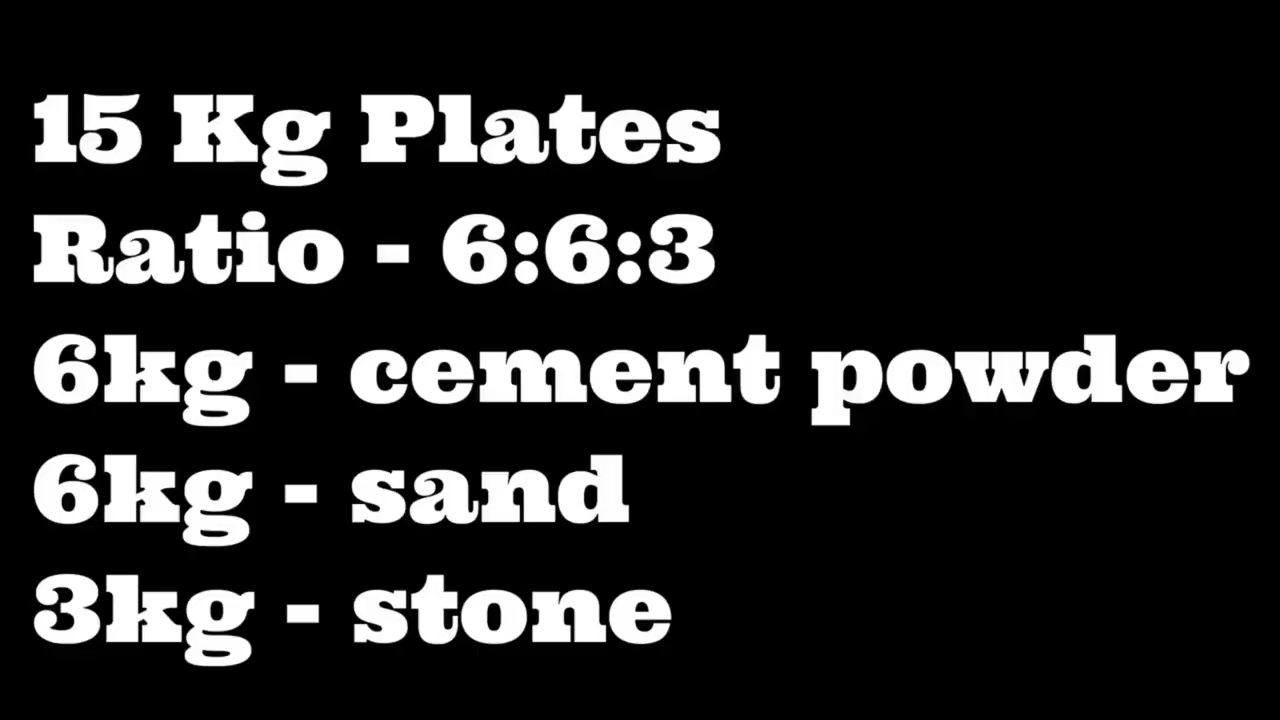 15 Kg Plates
Ratio - 6:6:3
6kg - cement powder
6kg - sand
3kg - stone